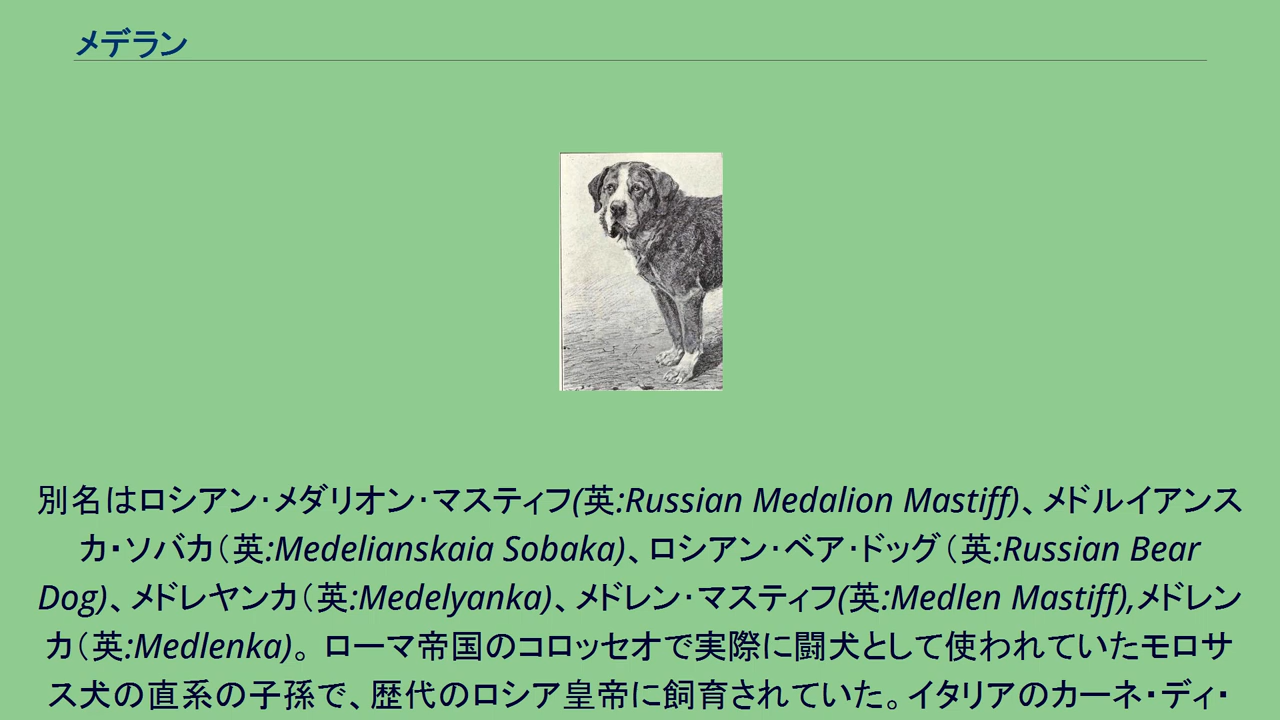 メデラン
別名はロシアン·メダリオン·マスティフ(英:Russian Medalion Mastiff)、メドルイアンス
カ・ソバカ（英:Medelianskaia Sobaka)、ロシアン·ベア·ドッグ（英:Russian Bear
Dog)、メドレヤンカ（英:Medelyanka)、メドレン·マスティフ(英:Medlen Mastiff),メドレン
カ（英:Medlenka)。ローマ帝国のコロッセオで実際に闘犬として使われていたモロサ
ス犬の直系の子孫で、歴代のロシア皇帝に飼育されていた。イタリアのカーネ・ディ・